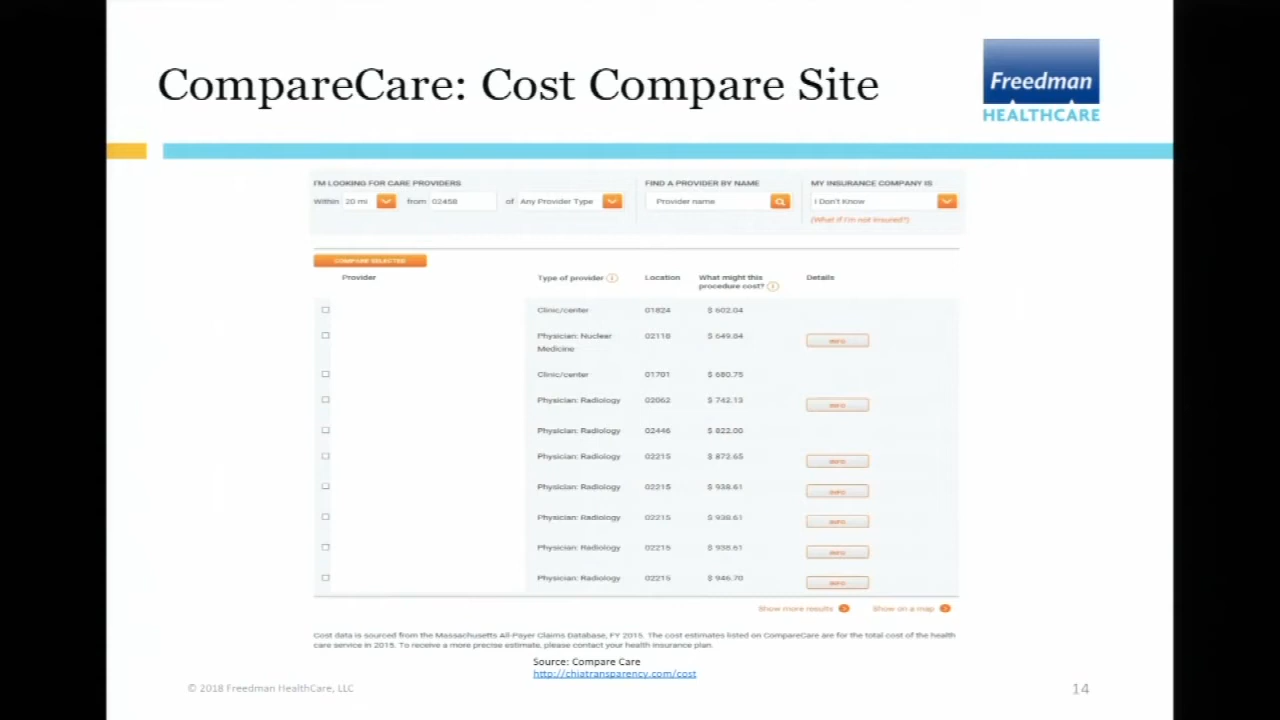 CompareCare: Cost Compare Site
Freedman
HEALTHCARE
I'M LOOKING FOR CARE PROVIDERS
FIND A PROVIDER BY NAME
MY INSURANCE COMPANY IS
Within 20 mi from 02458 of Any Provider Type
Provider name
I Don't Know
(What if I'm not insured?)
COMPARE SELECTED
Provider
Type of provider i
Location
What might this
procedure cost? i
Details
Clinic/center 01824 $ 602.04
Physician: Nuclear
Medicine
02118 $ 649.84 INFO
Clinic/center 01701 $ 680.75
Physician: Radiology 02062 $ 742.13 INFO
Physician: Radiology 02446 $ 822.00
Physician: Radiology 02215 $ 872.65 INFO
Physician: Radiology 02215 $ 938.61 INFO
Physician: Radiology 02215 $ 938.61 INFO
Physician: Radiology 02215 $ 938.61 INFO
Physician: Radiology 02215 $ 946.70 INFO
Show more results
Show on a map
Cost data is sourced from the Massachusetts All-Payer Claims Database, FY 2015. The cost estimates listed on CompareCare are for the total cost of the health
care service in 2015. To receive a more precise estimate, please contact your health insurance plan.
Source: Compare Care
http://chiatransparency.com/cost
© 2018 Freedman HealthCare, LLC
14